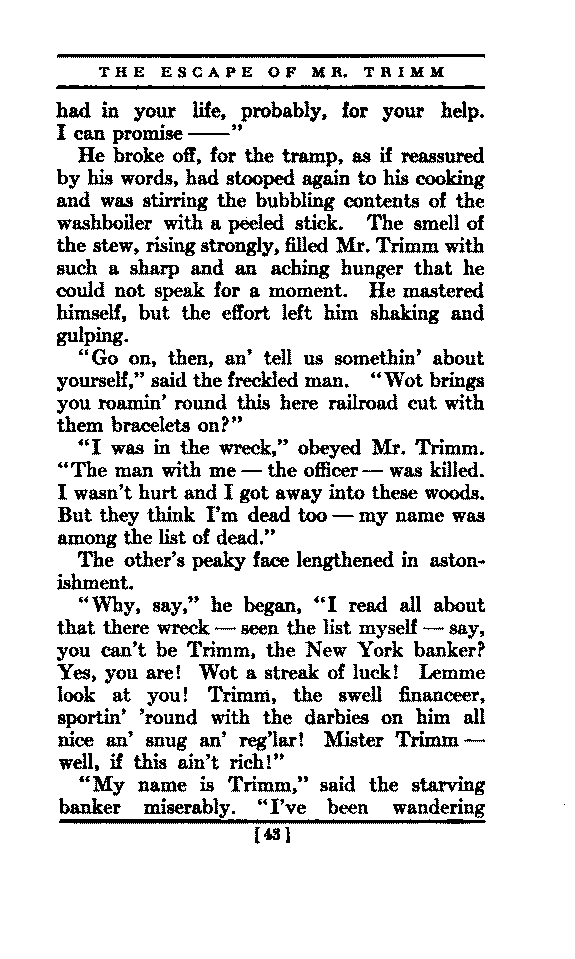 THE ESCAPE OF MR. TRIMM
had in your life, probably, for your help.
I can promise ——"
He broke off, for the tramp, as if reassured
by his words, had stooped again to his cooking
and was stirring the bubbling contents of the
washboiler with a peeled stick. The smell of
the stew, rising strongly, filled Mr. Trimm with
such a sharp and an aching hunger that he
could not speak for a moment. He mastered
himself, but the effort left him shaking and
gulping.
"Go on, then, an' tell us somethin' about
yourself," said the freckled man. "Wot brings
you roamin' round this here railroad cut with
them bracelets on?"
"I was in the wreck," obeyed Mr. Trimm.
"The man with me — the officer — was killed.
I wasn't hurt and I got away into these woods.
But they think I'm dead too — my name was
among the list of dead."
The other's peaky face lengthened in aston-
ishment.
"Why, say," he began, "I read all about
that there wreck — seen the list myself — say,
you can't be Trimm, the New York banker?
Yes, you are! Wot a streak of luck! Lemme
look at you! Trimm, the swell financeer,
sportin' 'round with the darbies on him all
nice an' snug an' reg'lar! Mister Trimm —
well, if this ain't rich!"
"My name is Trimm," said the starving
banker miserably. "I've been wandering
[43]